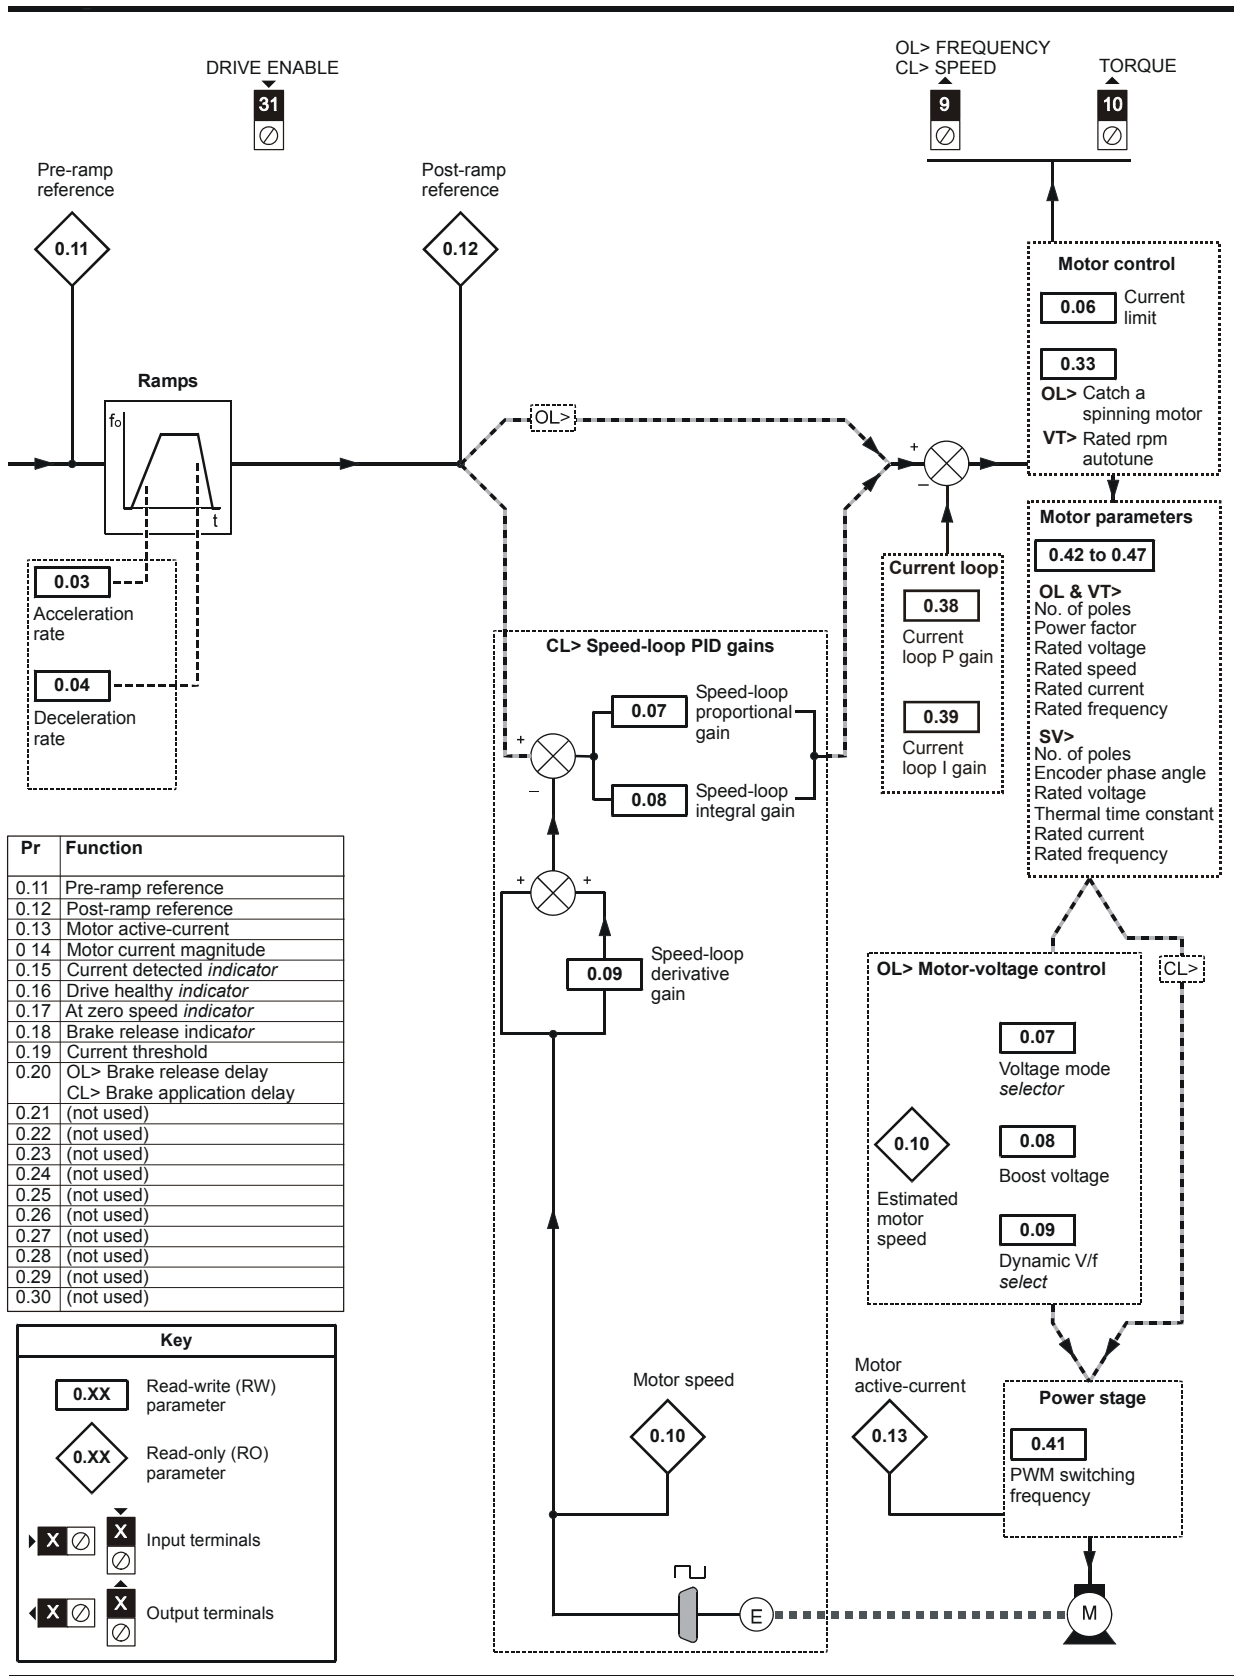 DRIVE ENABLE
31
OL> FREQUENCY
CL> SPEED
9
TORQUE
10
Pre-ramp
reference
0.11
Post-ramp
reference
0.12
Ramps
fo
t
0.03
Acceleration
rate
0.04
Deceleration
rate
OL>
+
–
Motor control
0.06
Current
limit
0.33
OL> Catch a
spinning motor
VT> Rated rpm
autotune
Motor parameters
0.42 to 0.47
OL & VT>
No. of poles
Power factor
Rated voltage
Rated speed
Rated current
Rated frequency
SV>
No. of poles
Encoder phase angle
Rated voltage
Thermal time constant
Rated current
Rated frequency
Current loop
0.38
Current
loop P gain
0.39
Current
loop I gain
CL> Speed-loop PID gains
0.07
Speed-loop
proportional
gain
+
–
0.08
Speed-loop
integral gain
+ +
0.09
Speed-loop
derivative
gain
Pr Function
0.11 Pre-ramp reference
0.12 Post-ramp reference
0.13 Motor active-current
0 14 Motor current magnitude
0.15 Current detected indicator
0.16 Drive healthy indicator
0.17 At zero speed indicator
0.18 Brake release indicator
0.19 Current threshold
0.20 OL> Brake release delay
CL> Brake application delay
0.21 (not used)
0.22 (not used)
0.23 (not used)
0.24 (not used)
0.25 (not used)
0.26 (not used)
0.27 (not used)
0.28 (not used)
0.29 (not used)
0.30 (not used)
OL> Motor-voltage control
CL>
0.07
Voltage mode
selector
0.10
Estimated
motor
speed
0.08
Boost voltage
0.09
Dynamic V/f
select
Key
0.XX
Read-write (RW)
parameter
0.XX
Read-only (RO)
parameter
X
X
Input terminals
X
X
Output terminals
Motor speed
0.10
Motor
active-current
0.13
Power stage
0.41
PWM switching
frequency
E
M